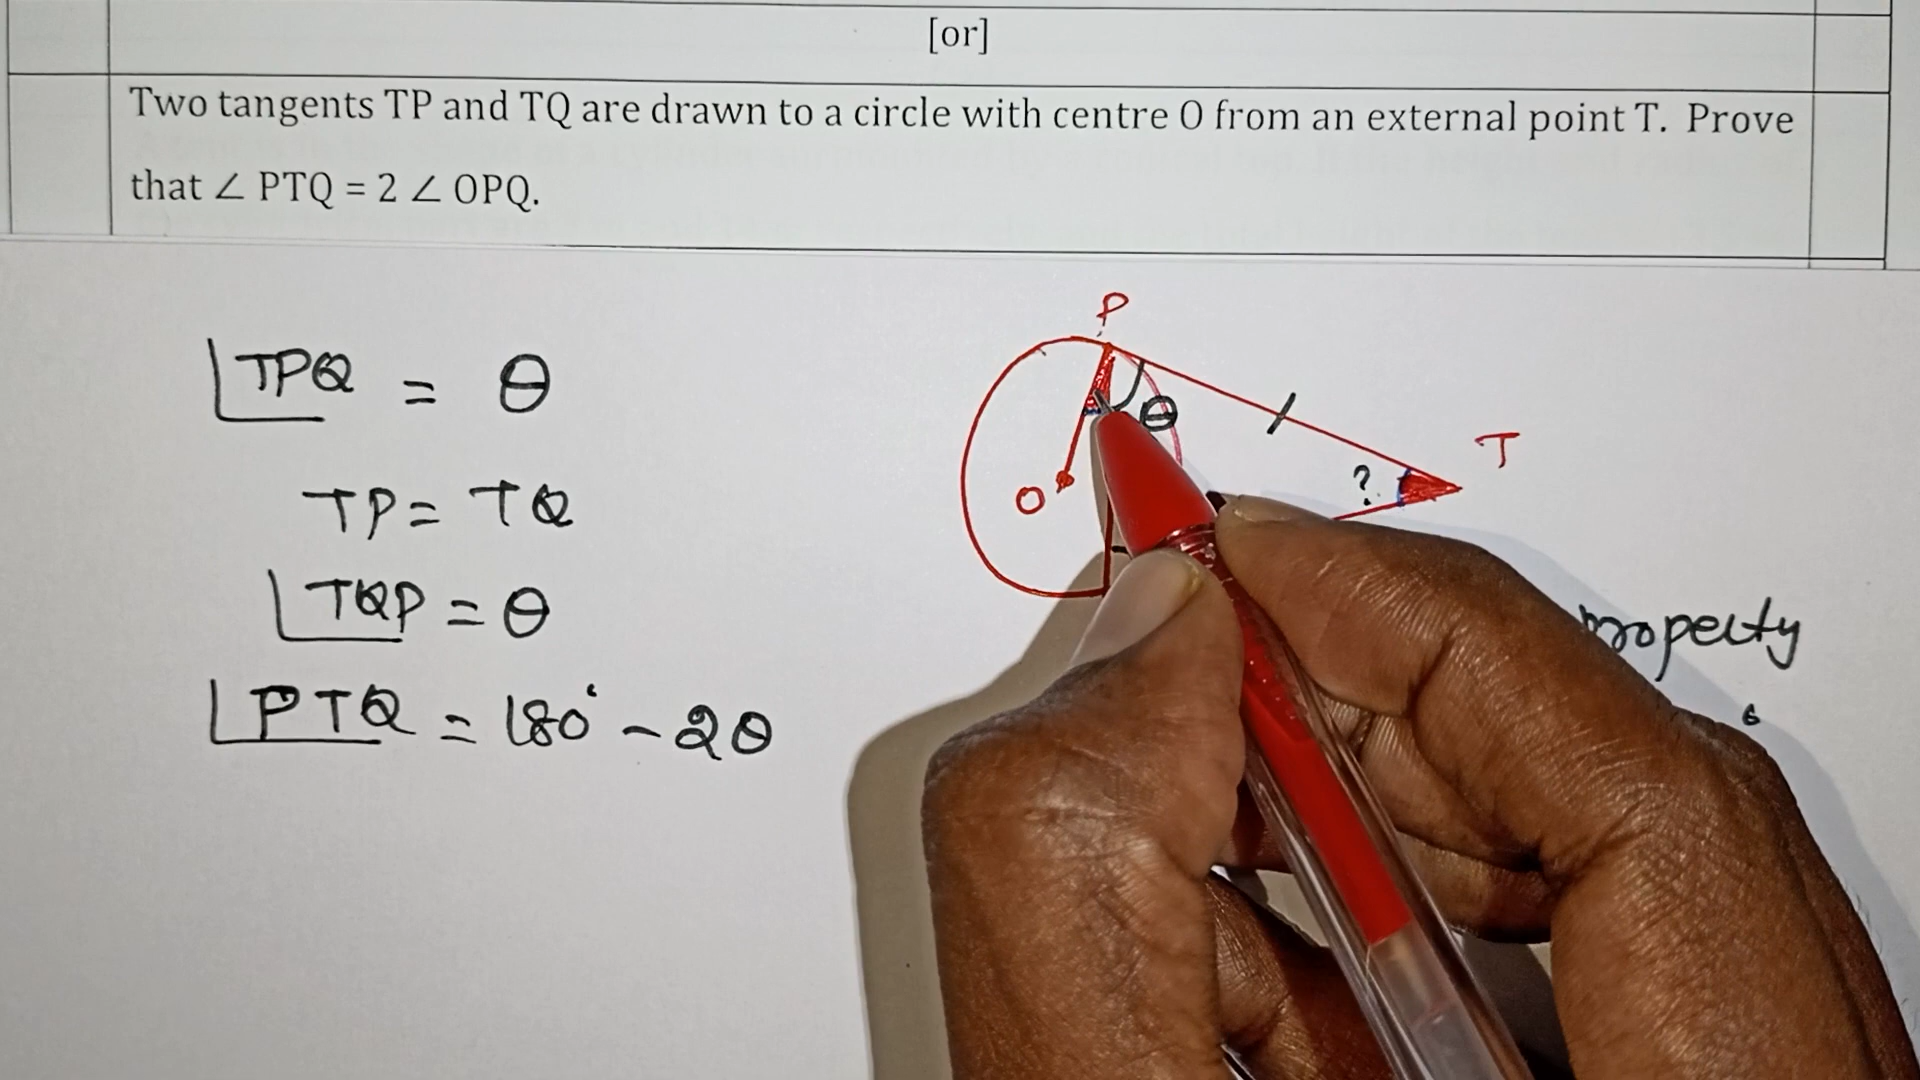 [or]
Two tangents TP and TQ are drawn to a circle with centre O from an external point T. Prove
that ∠ PTQ = 2 ∠ OPQ.
∠TPQ = θ
TP = TQ
∠TQP = θ
∠PTQ = 180° - 2θ
P
θ
T
?
O